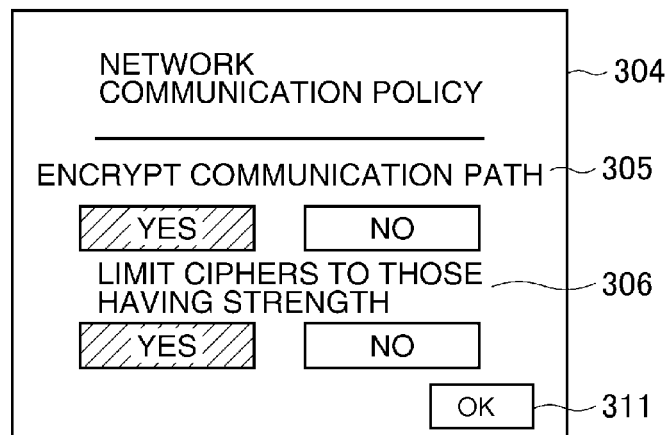 NETWORK
COMMUNICATION POLICY
304
ENCRYPT COMMUNICATION PATH
305
YES NO
LIMIT CIPHERS TO THOSE
HAVING STRENGTH
306
YES NO
OK
311